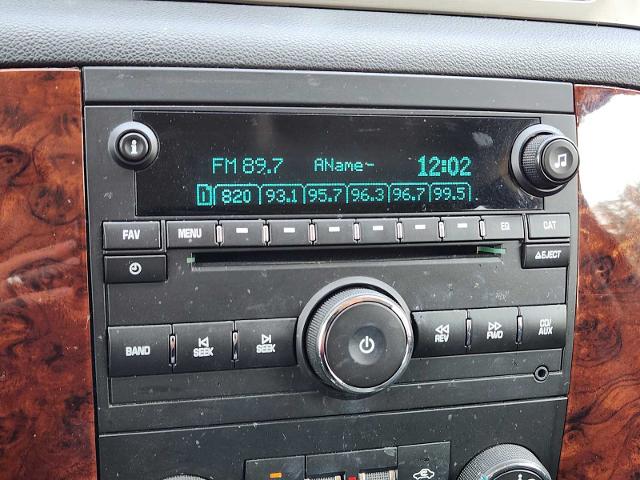 FM 89.7 AName~ 12:02
1 820 93.1 95.7 96.3 96.7 99.5
FAV MENU EQ CAT
EJECT
BAND SEEK SEEK REV FWD CD/AUX